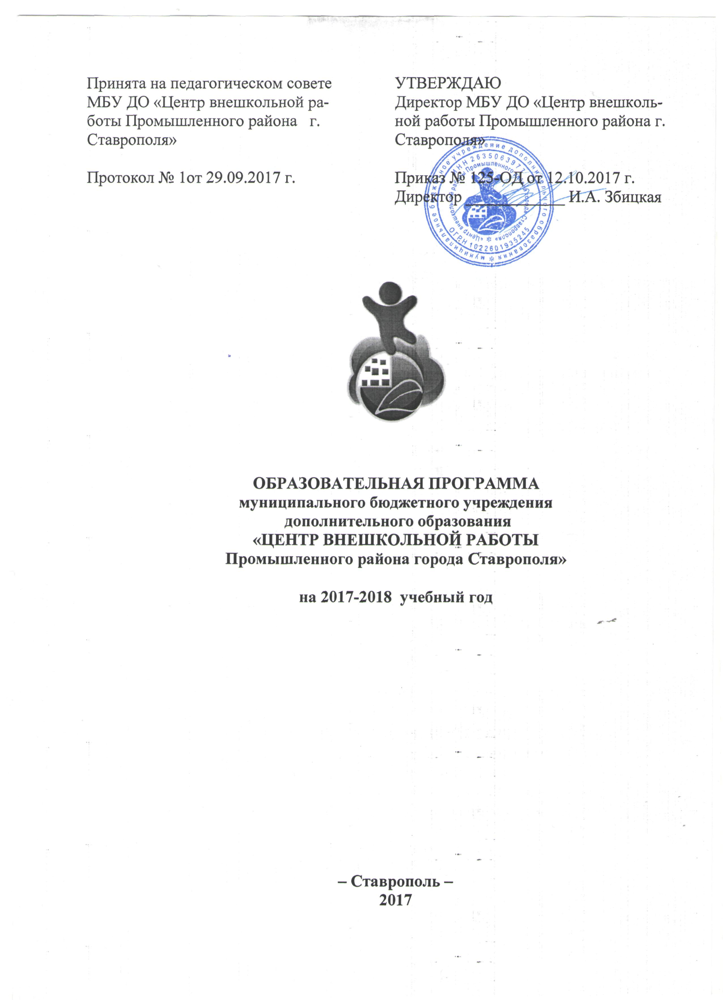 Принята на педагогическом совете
МБУ ДО «Центр внешкольной ра-
боты Промышленного района г.
Ставрополя»
Протокол № 1от 29.09.2017 г.
УТВЕРЖДАЮ
Директор МБУ ДО «Центр внешколь-
ной работы Промышленного района г.
Ставрополя»
Приказ № 125-ОД от 12.10.2017 г.
Директор ____________ И.А. Збицкая
муниципальное бюджетное учреждение дополнительного образования
ИНН 2635063977
ОГРН 1022601935245
«Центр внешкольной работы Промышленного района города Ставрополя»
ОБРАЗОВАТЕЛЬНАЯ ПРОГРАММА
муниципального бюджетного учреждения
дополнительного образования
«ЦЕНТР ВНЕШКОЛЬНОЙ РАБОТЫ
Промышленного района города Ставрополя»
на 2017-2018 учебный год
– Ставрополь –
2017